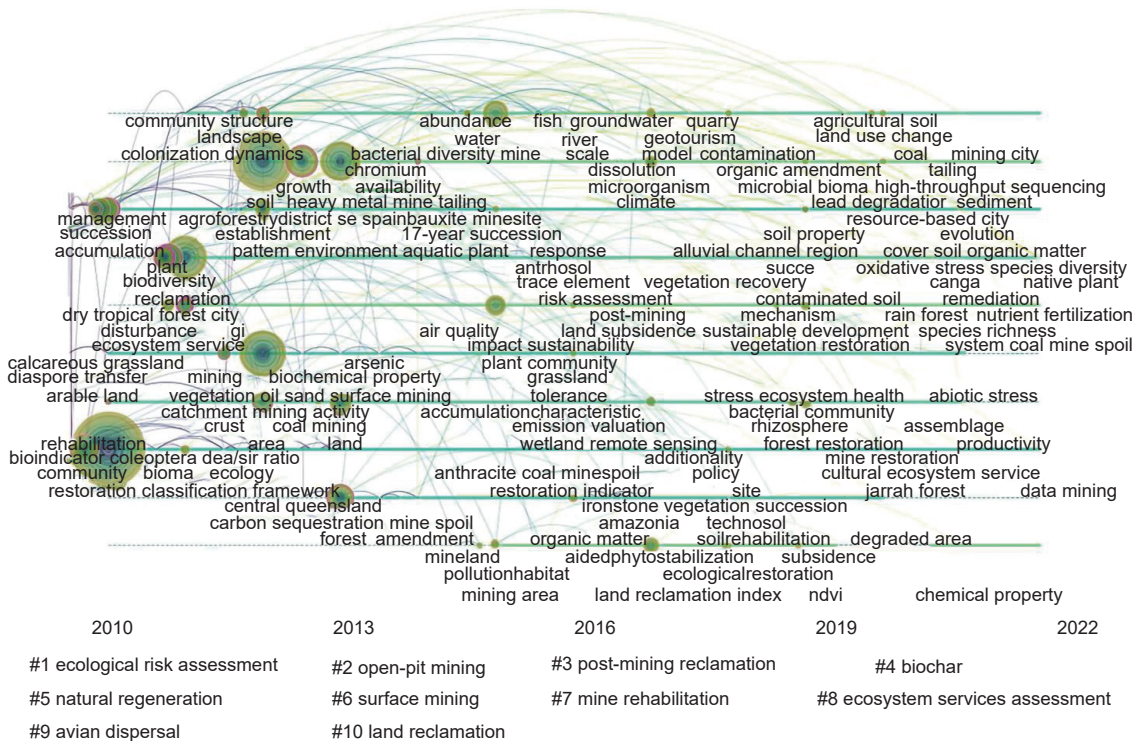 community structure abundance fish groundwater quarry agricultural soil
landscape water river geotourism land use change
colonization dynamics bacterial diversity mine scale model contamination coal mining city
chromium dissolution organic amendment tailing
growth availability microorganism microbial bioma high-throughput sequencing
soil heavy metal mine tailing climate lead degradatior sediment
management agroforestrydistrict se spainbauxite minesite resource-based city
succession establishment 17-year succession soil property evolution
accumulation pattem environment aquatic plant response alluvial channel region cover soil organic matter
plant antrhosol succe oxidative stress species diversity
biodiversity trace element vegetation recovery canga native plant
reclamation risk assessment contaminated soil remediation
dry tropical forest city post-mining mechanism rain forest nutrient fertilization
disturbance gi air quality land subsidence sustainable development species richness
ecosystem service impact sustainability vegetation restoration system coal mine spoil
calcareous grassland arsenic plant community
diaspore transfer mining biochemical property grassland
arable land vegetation oil sand surface mining tolerance stress ecosystem health abiotic stress
catchment mining activity accumulationcharacteristic bacterial community
crust coal mining emission valuation rhizosphere assemblage
rehabilitation area land wetland remote sensing forest restoration productivity
bioindicator coleoptera dea/sir ratio additionality mine restoration
community bioma ecology anthracite coal minespoil policy cultural ecosystem service
restoration classification framework restoration indicator site jarrah forest data mining
central queensland ironstone vegetation succession
carbon sequestration mine spoil amazonia technosol
forest amendment organic matter soilrehabilitation degraded area
mineland aidedphytostabilization subsidence
pollutionhabitat ecologicalrestoration
mining area land reclamation index ndvi chemical property
2010 2013 2016 2019 2022
#1 ecological risk assessment #2 open-pit mining #3 post-mining reclamation #4 biochar
#5 natural regeneration #6 surface mining #7 mine rehabilitation #8 ecosystem services assessment
#9 avian dispersal #10 land reclamation